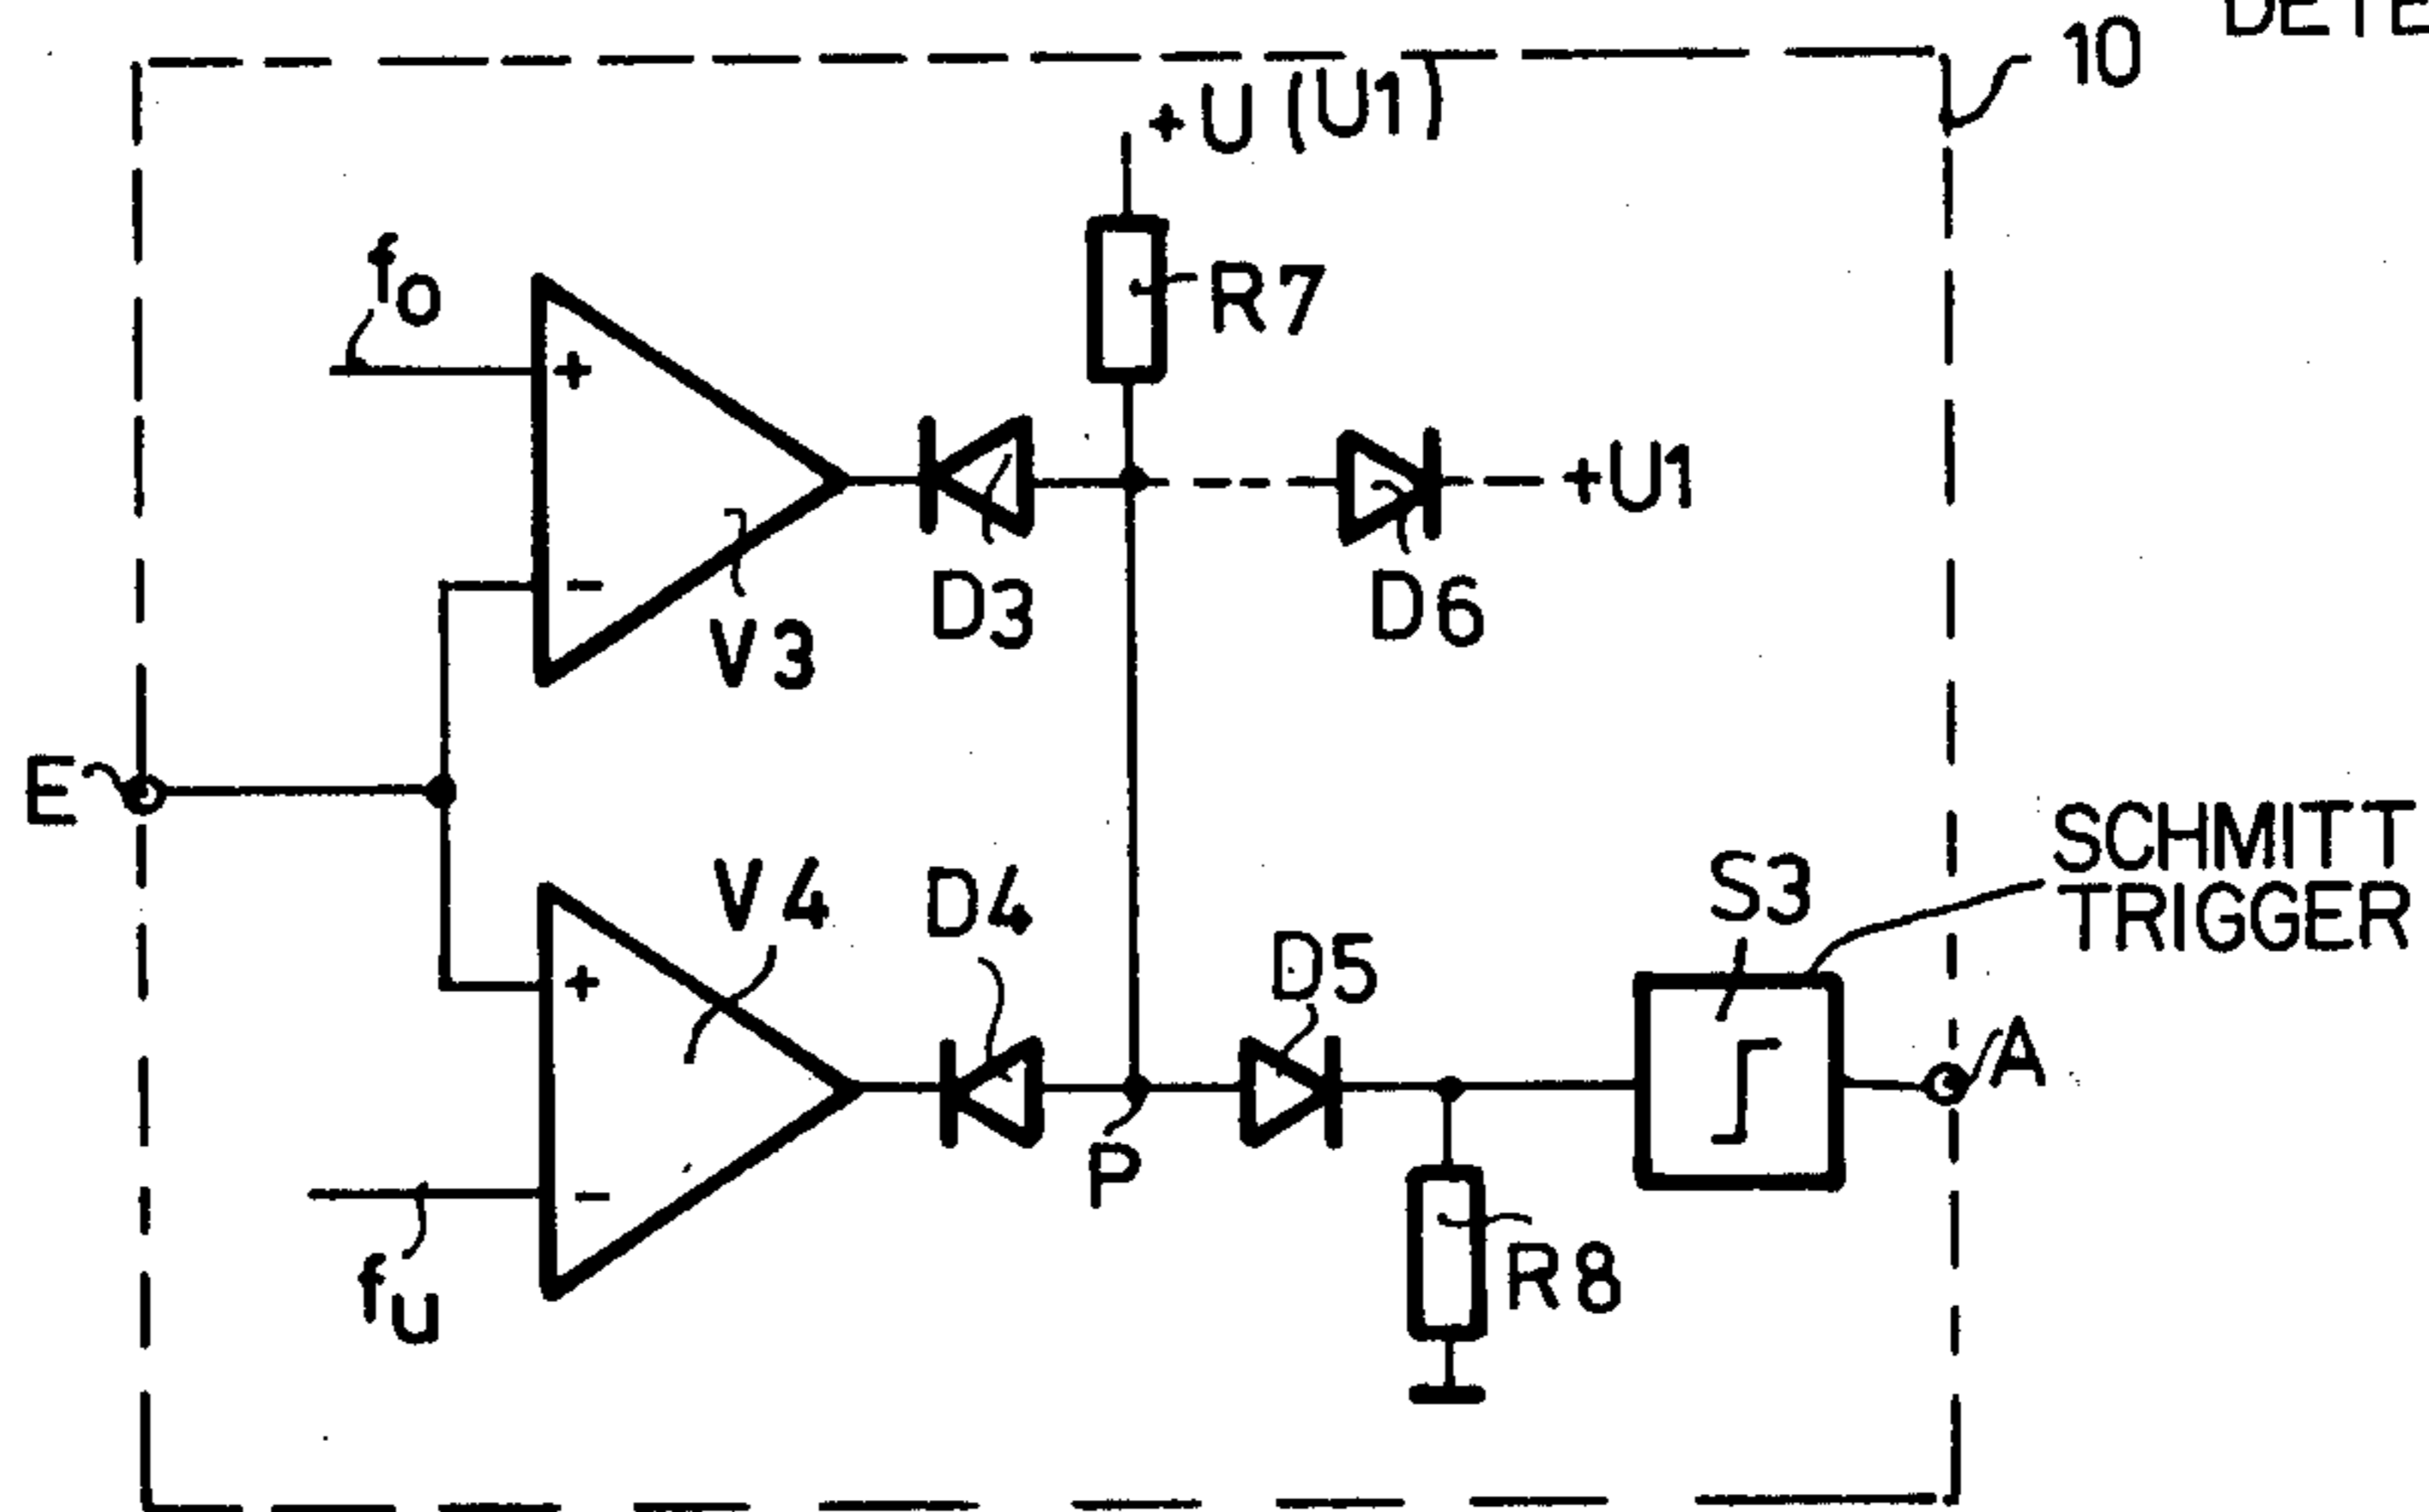 10
+U (U1)
fo
+
R7
+U1
-
D3
D6
V3
E
SCHMITT
TRIGGER
V4
D4
S3
D5
+
A
P
-
fu
R8